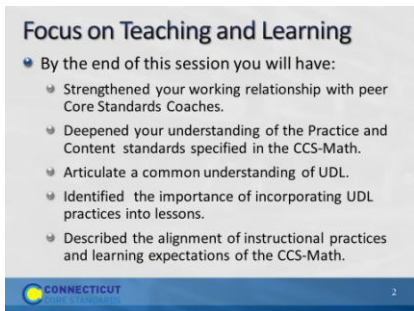 Focus on Teaching and Learning
By the end of this session you will have:
Strengthened your working relationship with peer
Core Standards Coaches.
Deepened your understanding of the Practice and
Content standards specified in the CCS-Math.
Articulate a common understanding of UDL.
Identified the importance of incorporating UDL
practices into lessons.
Described the alignment of instructional practices
and learning expectations of the CCS-Math.
CONNECTICUT
CORE STANDARDS
2